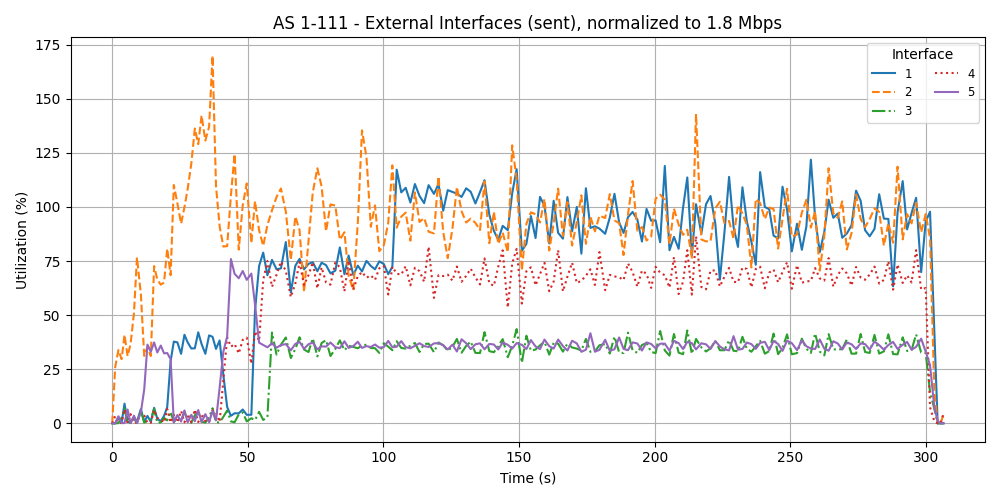 AS 1-111 - External Interfaces (sent), normalized to 1.8 Mbps
Utilization (%)
175
150
125
100
75
50
25
0
0 50 100 150 200 250 300
Time (s)
Interface
1 4
2 5
3